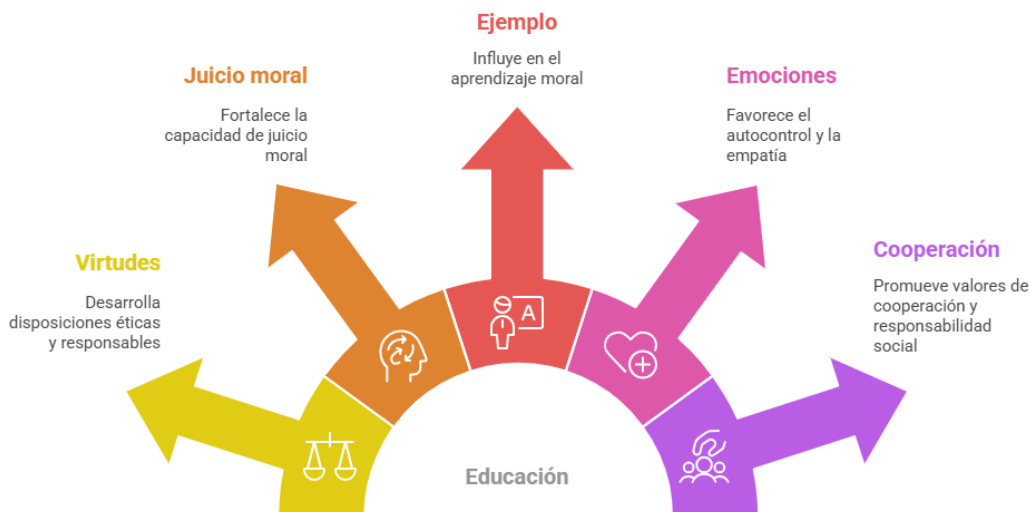 Ejemplo
Influye en el
aprendizaje moral
Juicio moral
Fortalece la
capacidad de juicio
moral
Emociones
Favorece el
autocontrol y la
empatía
Virtudes
Desarrolla
disposiciones éticas
y responsables
Cooperación
Promueve valores de
cooperación y
responsabilidad
social
A
Educación